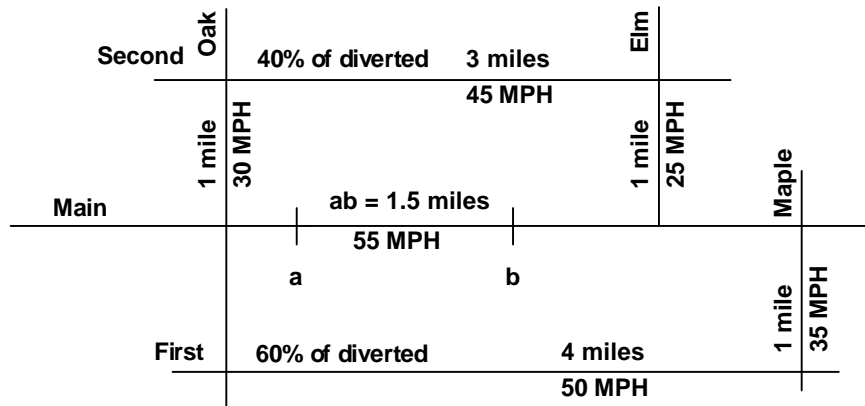 Oak
Elm
Second
40% of diverted
3 miles
45 MPH
1 mile
30 MPH
1 mile
25 MPH
Maple
Main
ab = 1.5 miles
55 MPH
a
b
1 mile
35 MPH
First
60% of diverted
4 miles
50 MPH